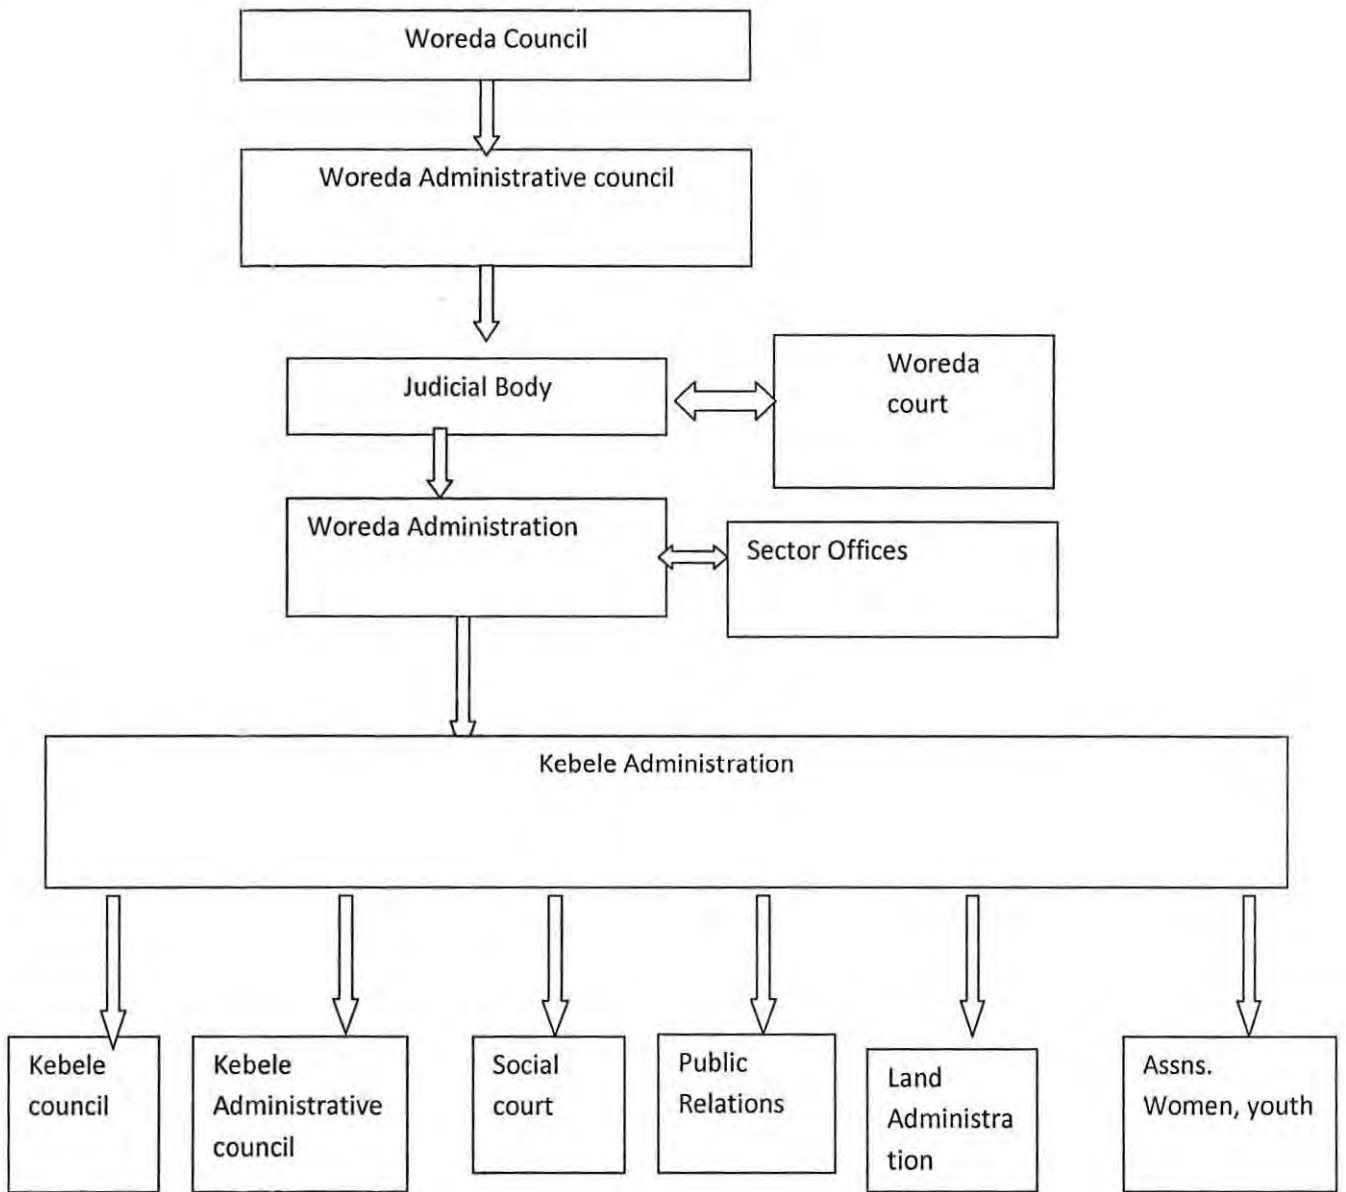 Woreda Council
Woreda Administrative council
Judicial Body
Woreda
court
Woreda Administration
Sector Offices
Kebele Administration
Kebele
council
Kebele
Administrative
council
Social
court
Public
Relations
Land
Administra
tion
Assns.
Women, youth